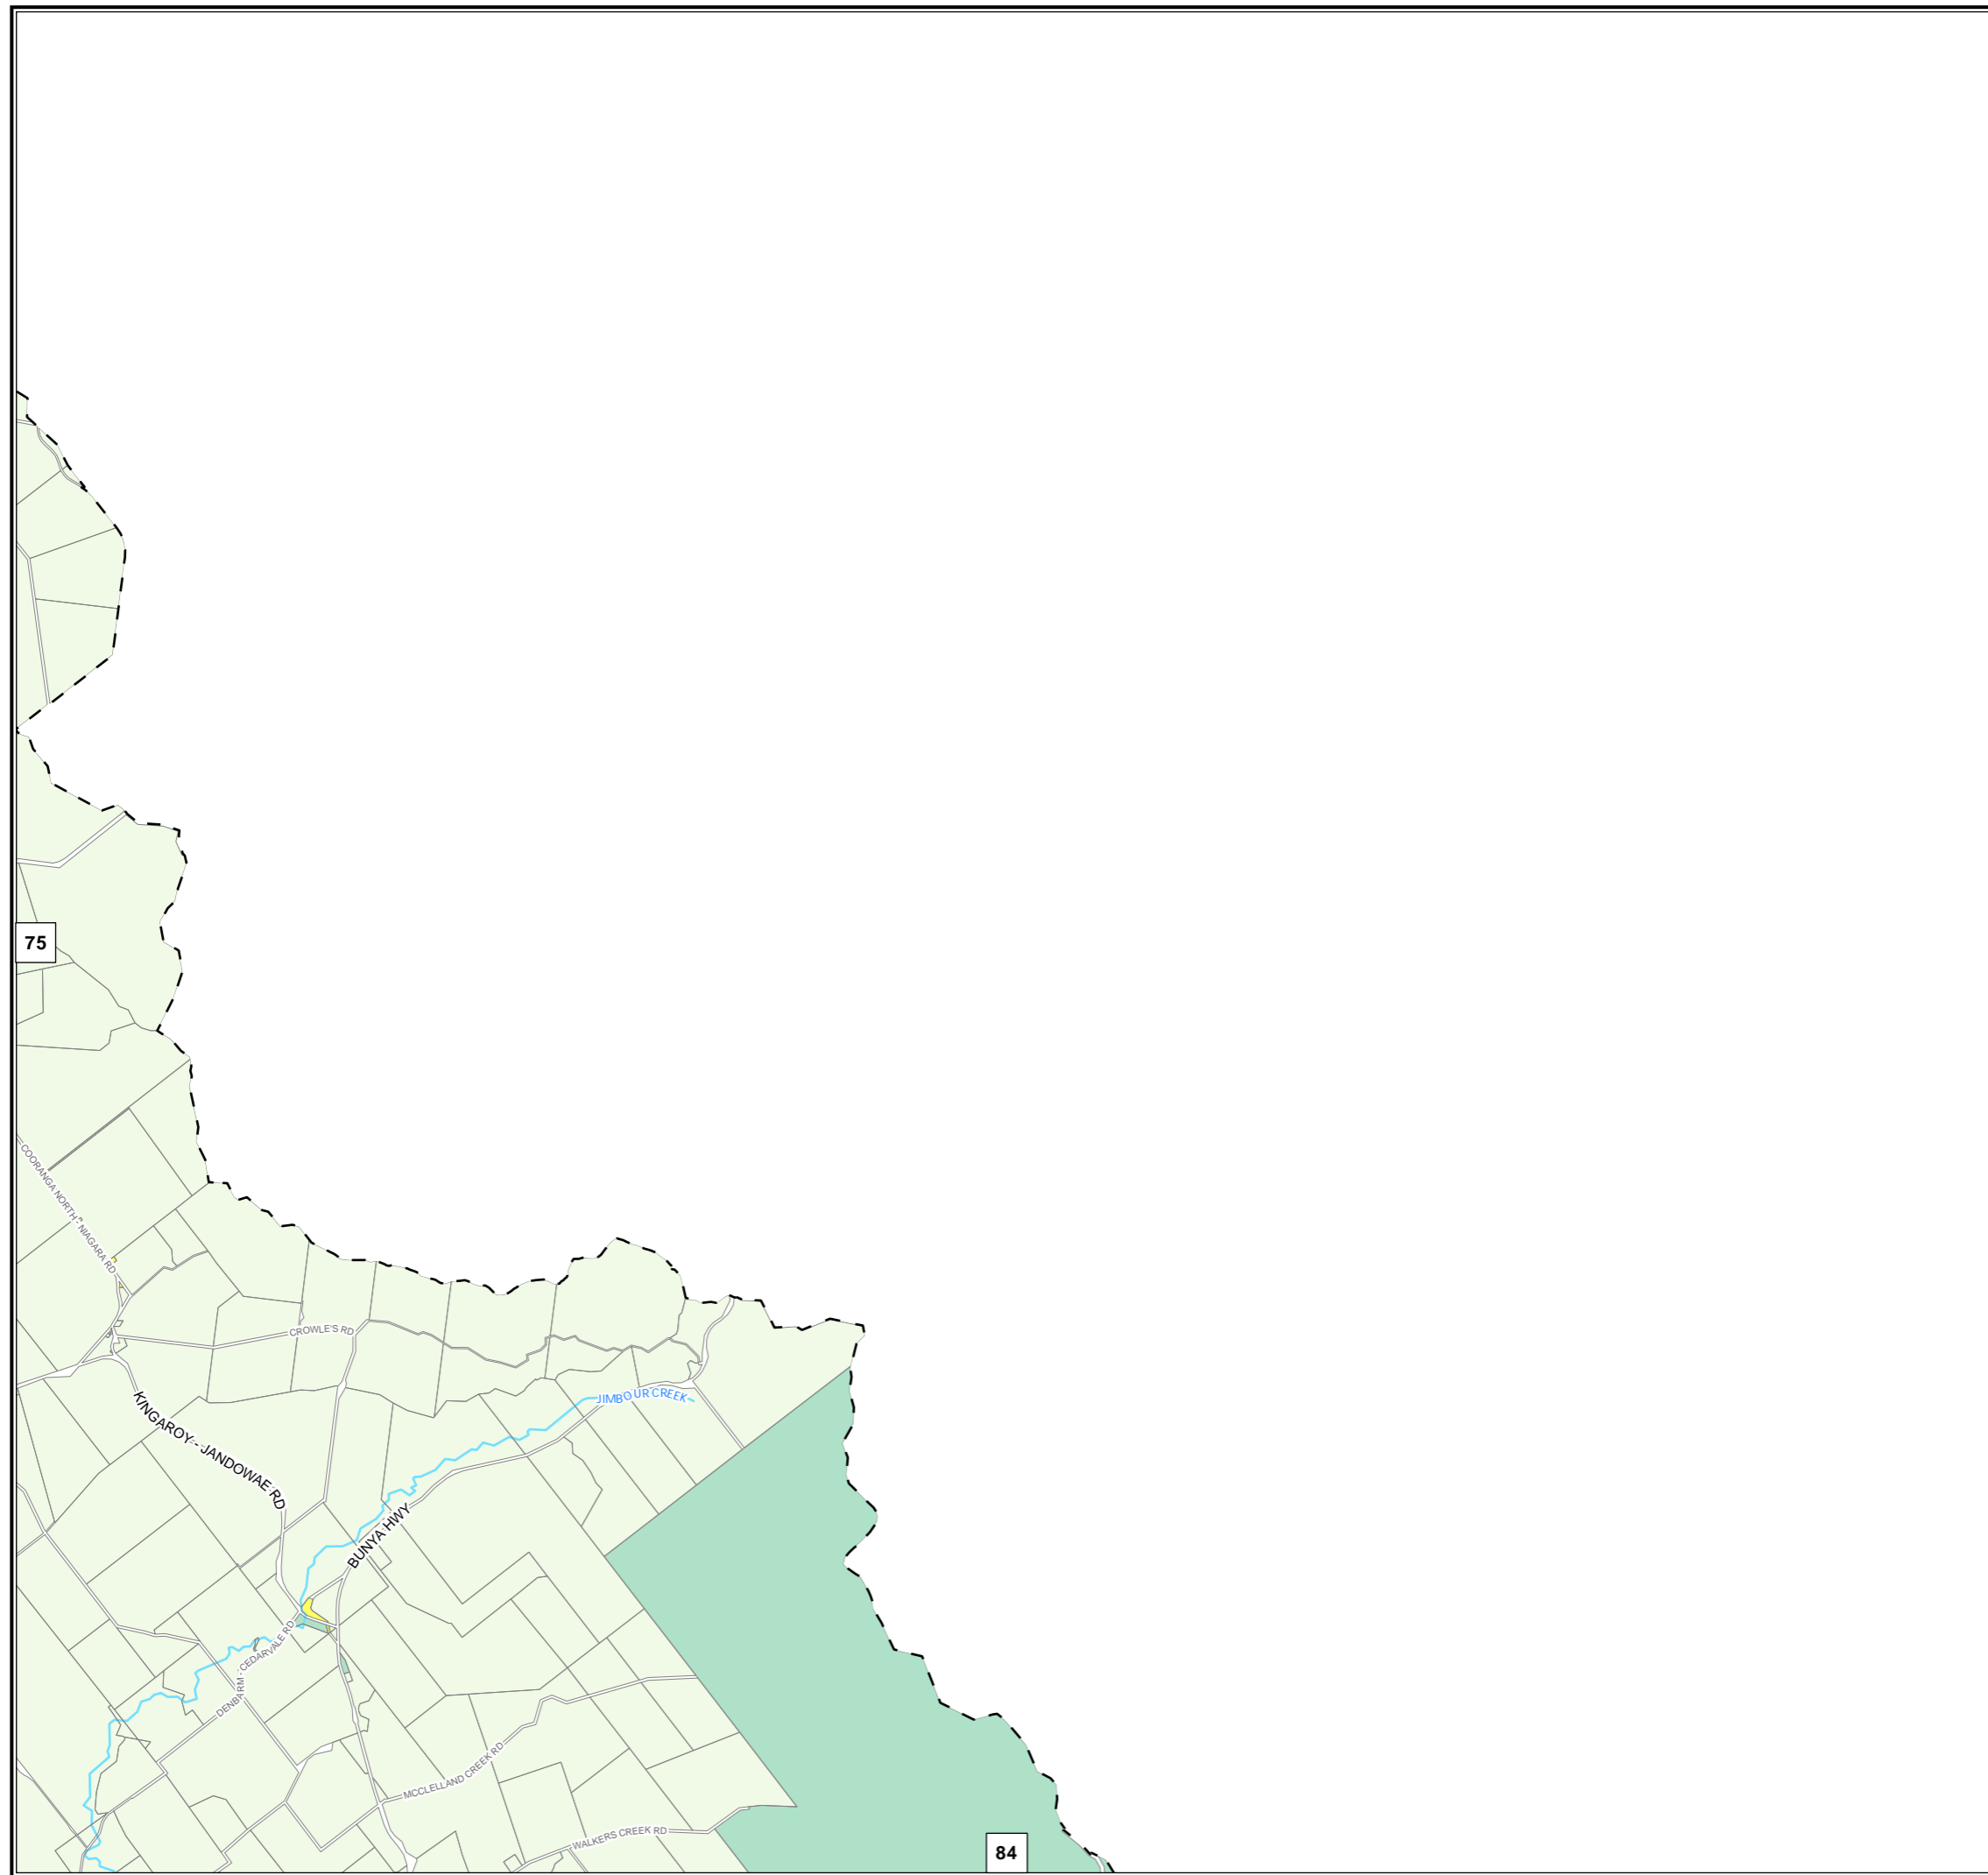 75
COORANGA NORTH - NIAGARA RD
CROWLE'S RD
JIMBOUR CREEK
KINGAROY - JANDOWAE RD
BUNYA HWY
DENBARM - CEDARVALE RD
MCCLELLAND CREEK RD
WALKERS CREEK RD
84